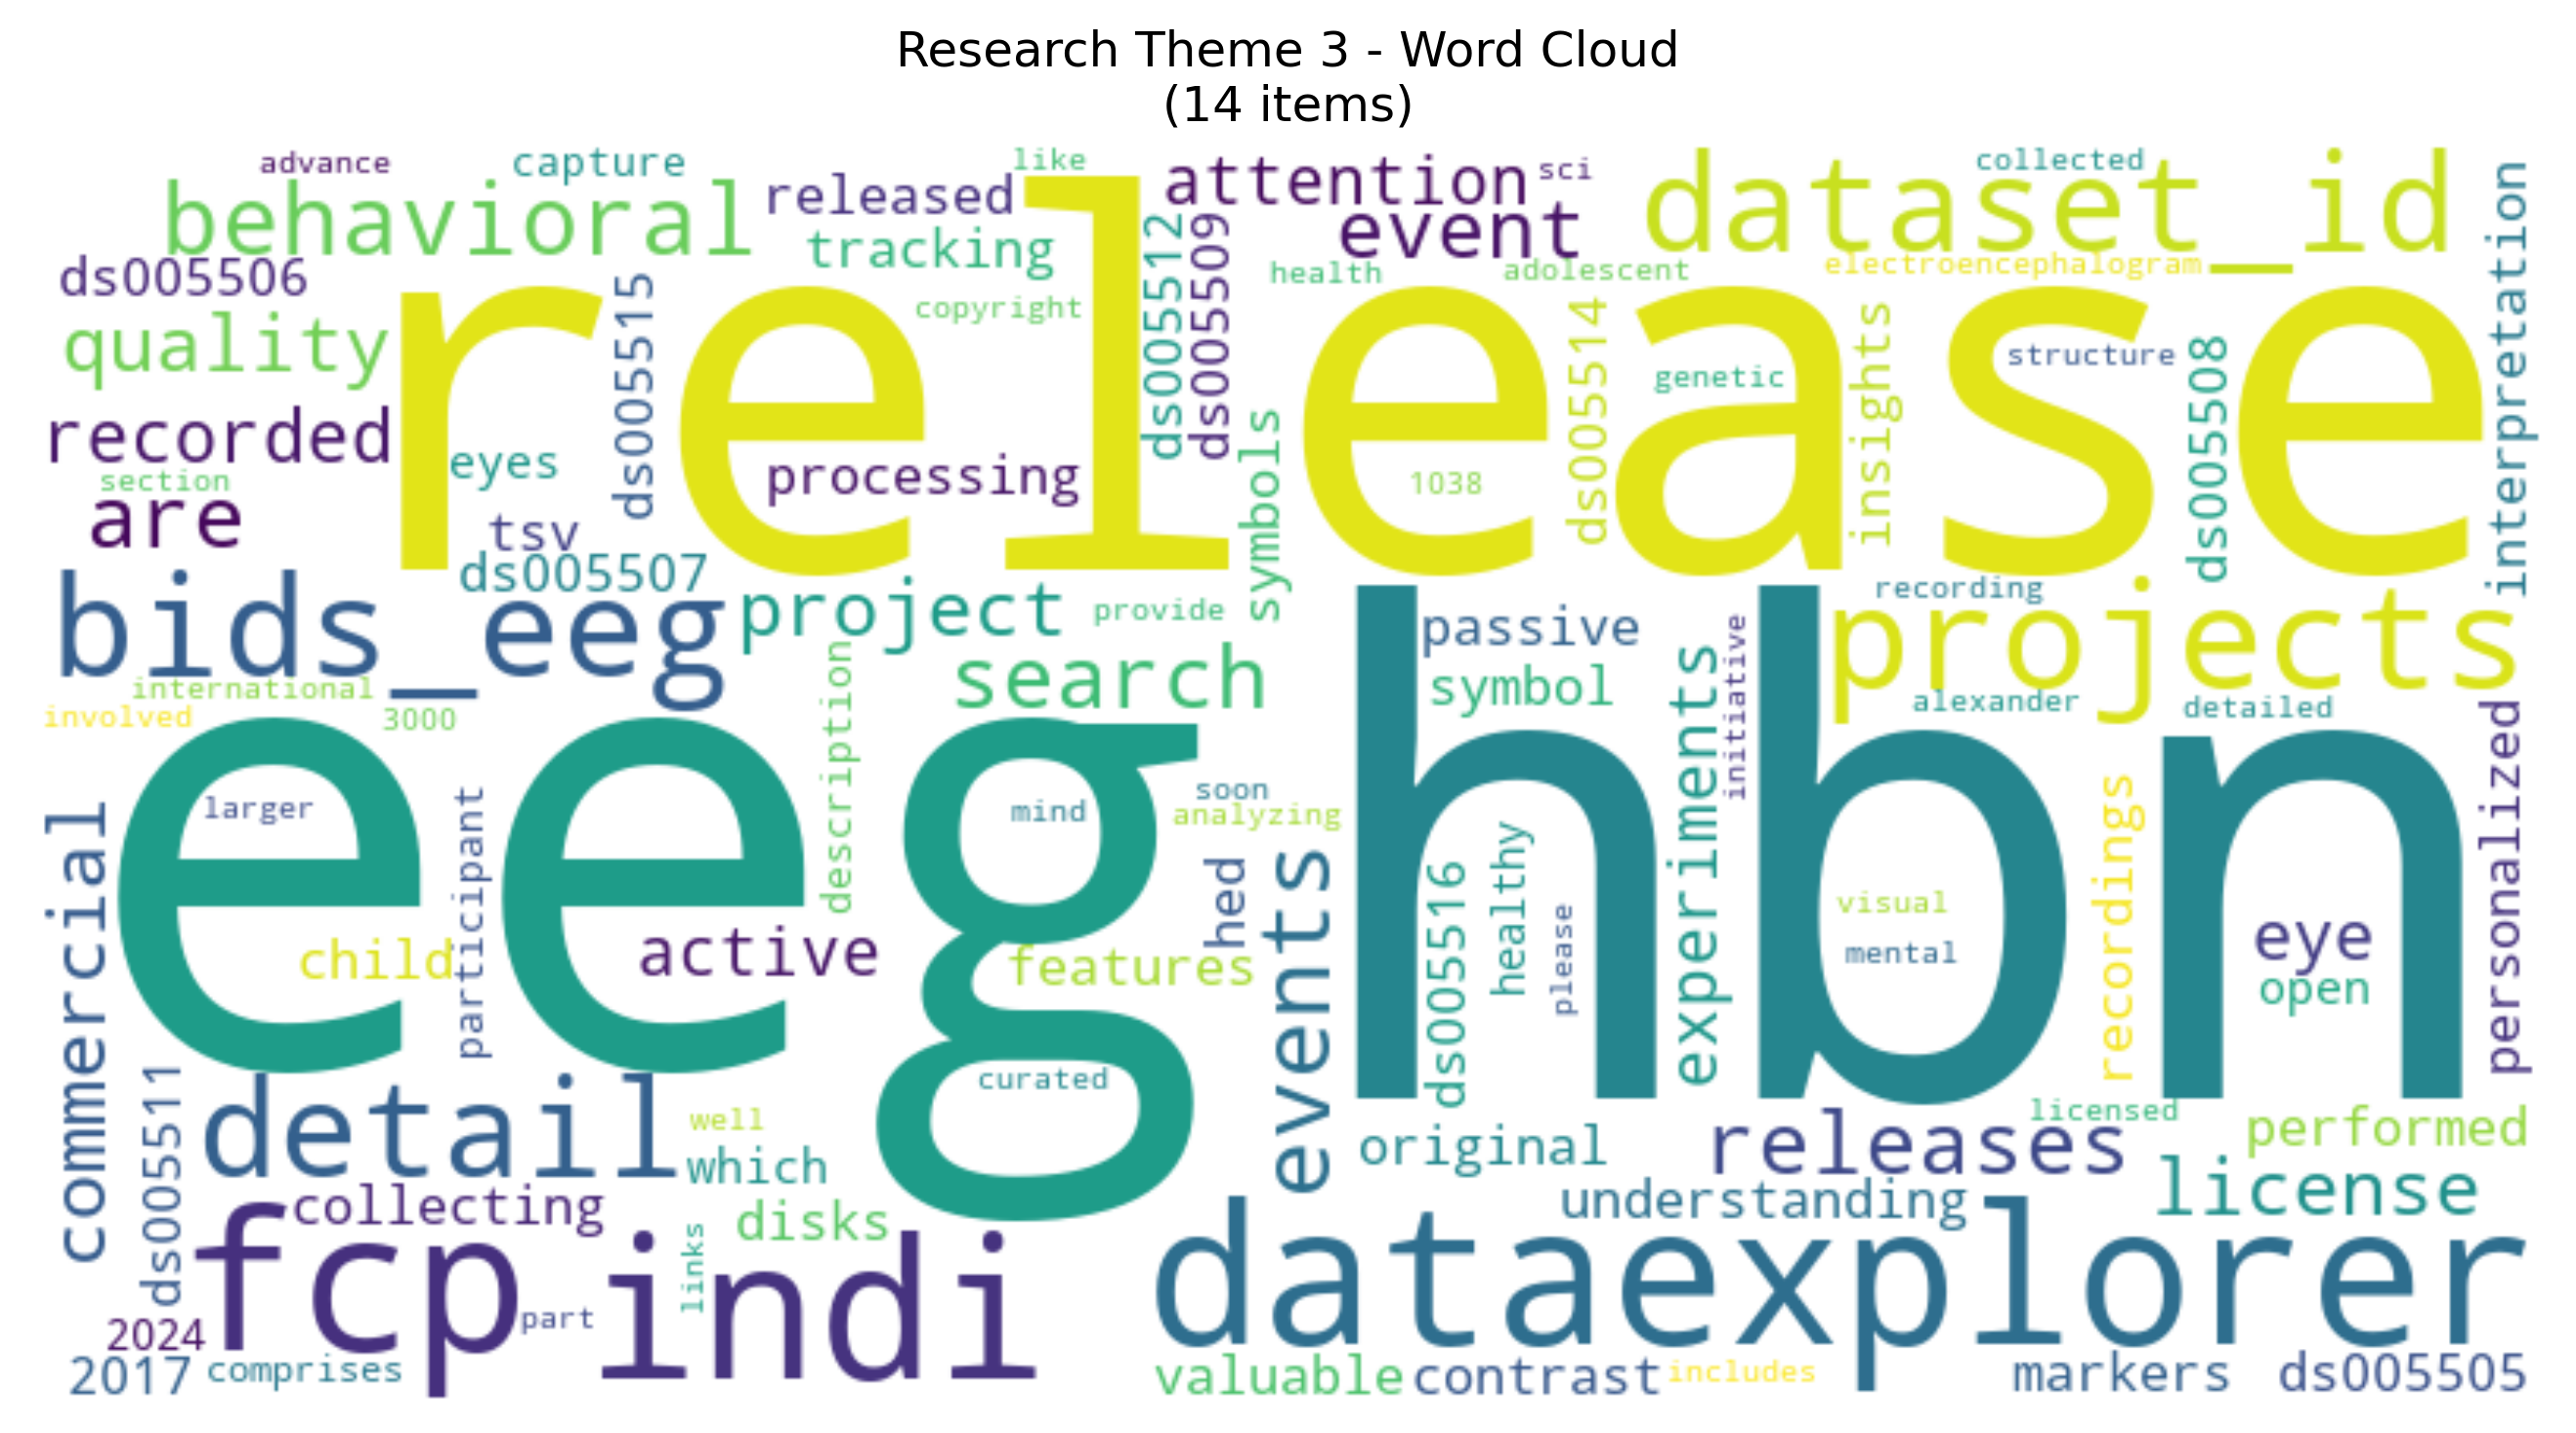 Research Theme 3 - Word Cloud
(14 items)
advance
capture
like
attention
sci
collected
behavioral
released
dataset_id
event
tracking
ds005506
health
adolescent
electroencephalogram
interpretation
ds005515
copyright
ds005512
ds005509
quality
release
ds005514
genetic
insights
structure
ds005508
recorded
eyes
processing
symbols
1038
section
are
tsv
ds005507
bids_eeg
project
provide
passive
recording
projects
search
symbol
experiments
initiative
international
involved
3000
description
alexander
detailed
personalized
eeg
hbn
larger
participant
mind
soon
analyzing
commercial
child
active
features
hed
events
ds005516
healthy
please
visual
mental
recordings
eye
open
curated
ds005511
detail
well
which
original
releases
licensed
performed
license
collecting
disks
understanding
fcp
indi
links
part
dataexplorer
2024
2017
comprises
valuable
contrast
includes
markers
ds005505